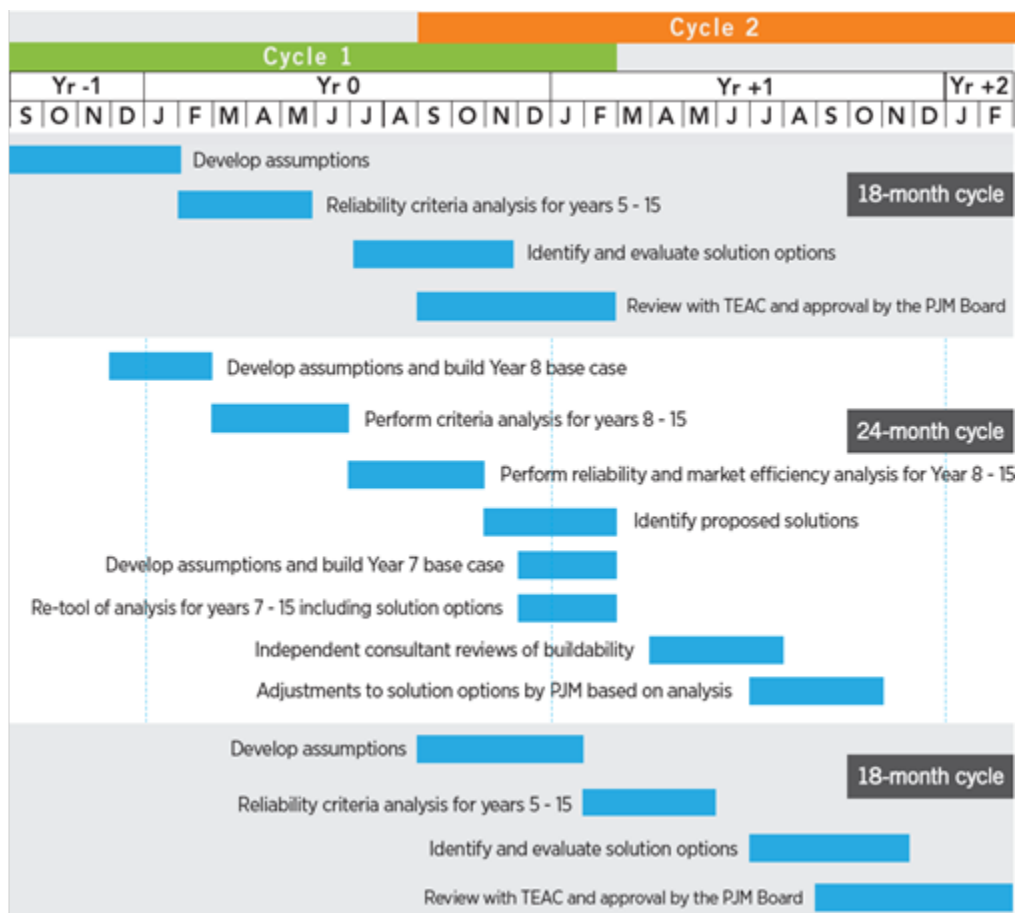 Cycle 2
Cycle 1
Yr -1 Yr 0 Yr +1 Yr +2
S O N D J F M A M J J A S O N D J F M A M J J A S O N D J F
Develop assumptions
18-month cycle
Reliability criteria analysis for years 5 - 15
Identify and evaluate solution options
Review with TEAC and approval by the PJM Board
Develop assumptions and build Year 8 base case
Perform criteria analysis for years 8 - 15
24-month cycle
Perform reliability and market efficiency analysis for Year 8 - 15
Identify proposed solutions
Develop assumptions and build Year 7 base case
Re-tool of analysis for years 7 - 15 including solution options
Independent consultant reviews of buildability
Adjustments to solution options by PJM based on analysis
Develop assumptions
18-month cycle
Reliability criteria analysis for years 5 - 15
Identify and evaluate solution options
Review with TEAC and approval by the PJM Board